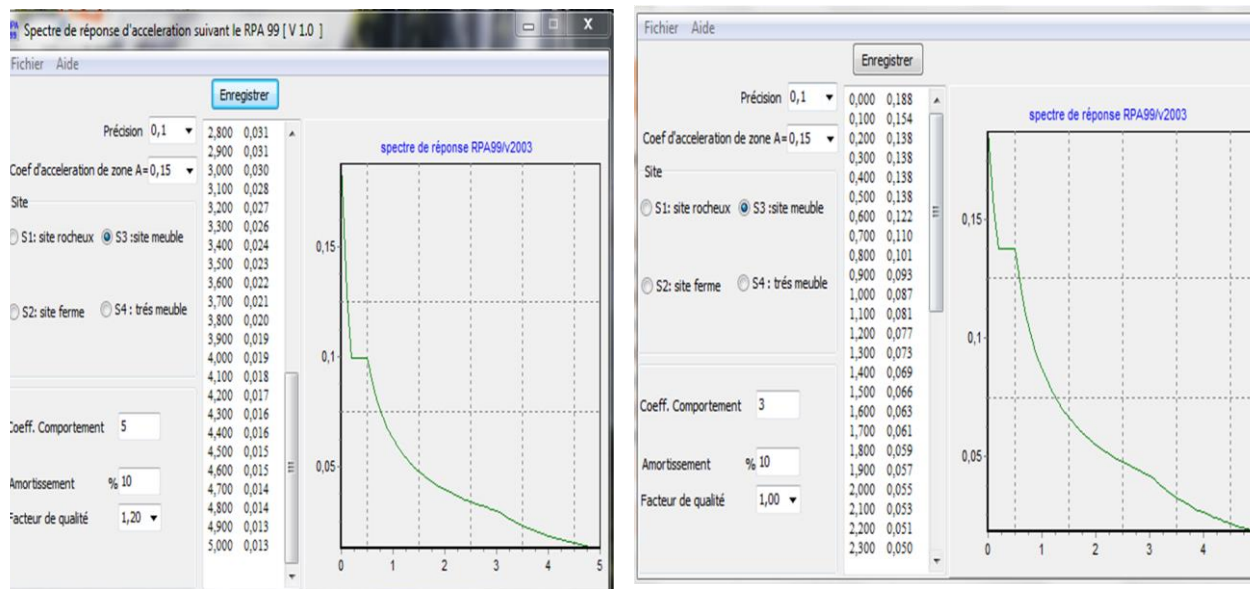 Spectre de réponse d'acceleration suivant le RPA 99 [ V 1.0 ]
Fichier Aide
Enregistrer
Précision 0,1
Coef d'acceleration de zone A= 0,15
Site
S1: site rocheux S3 :site meuble
S2: site ferme S4 : trés meuble
Coeff. Comportement 5
Amortissement % 10
Facteur de qualité 1,20
2,800 0,031
2,900 0,031
3,000 0,030
3,100 0,028
3,200 0,027
3,300 0,026
3,400 0,024
3,500 0,023
3,600 0,022
3,700 0,021
3,800 0,020
3,900 0,019
4,000 0,019
4,100 0,018
4,200 0,017
4,300 0,016
4,400 0,016
4,500 0,015
4,600 0,015
4,700 0,014
4,800 0,014
4,900 0,013
5,000 0,013
spectre de réponse RPA99/v2003
0,15
0,1
0,05
0 1 2 3 4 5
Fichier Aide
Enregistrer
Précision 0,1
Coef d'acceleration de zone A= 0,15
Site
S1: site rocheux S3 :site meuble
S2: site ferme S4 : trés meuble
Coeff. Comportement 3
Amortissement % 10
Facteur de qualité 1,00
0,000 0,188
0,100 0,154
0,200 0,138
0,300 0,138
0,400 0,138
0,500 0,138
0,600 0,122
0,700 0,110
0,800 0,101
0,900 0,093
1,000 0,087
1,100 0,081
1,200 0,077
1,300 0,073
1,400 0,069
1,500 0,066
1,600 0,063
1,700 0,061
1,800 0,059
1,900 0,057
2,000 0,055
2,100 0,053
2,200 0,051
2,300 0,050
spectre de réponse RPA99/v2003
0,15
0,1
0,05
0 1 2 3 4